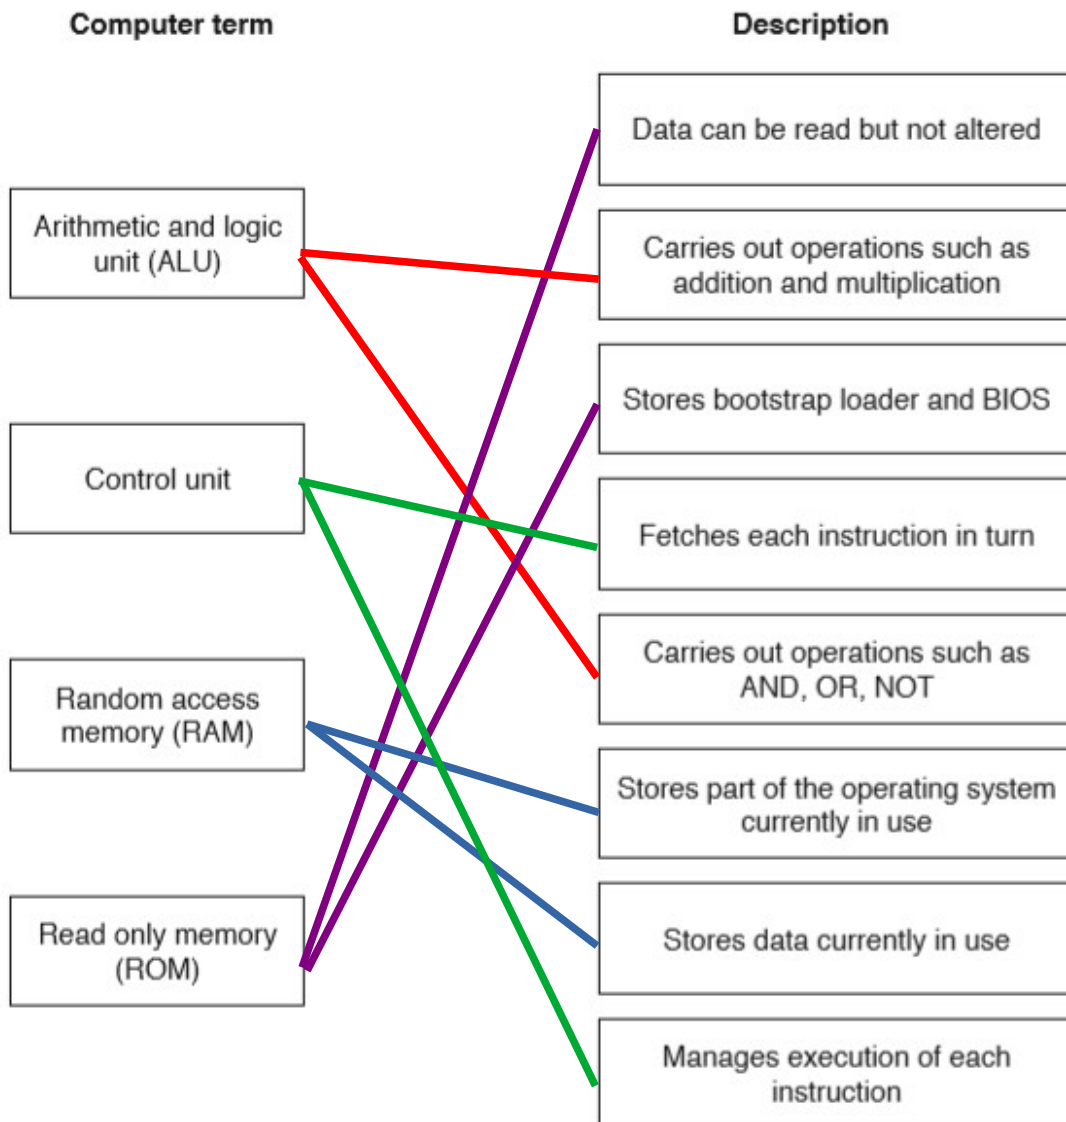 Computer term
Description
Arithmetic and logic
unit (ALU)
Control unit
Random access
memory (RAM)
Read only memory
(ROM)
Data can be read but not altered
Carries out operations such as
addition and multiplication
Stores bootstrap loader and BIOS
Fetches each instruction in turn
Carries out operations such as
AND, OR, NOT
Stores part of the operating system
currently in use
Stores data currently in use
Manages execution of each
instruction